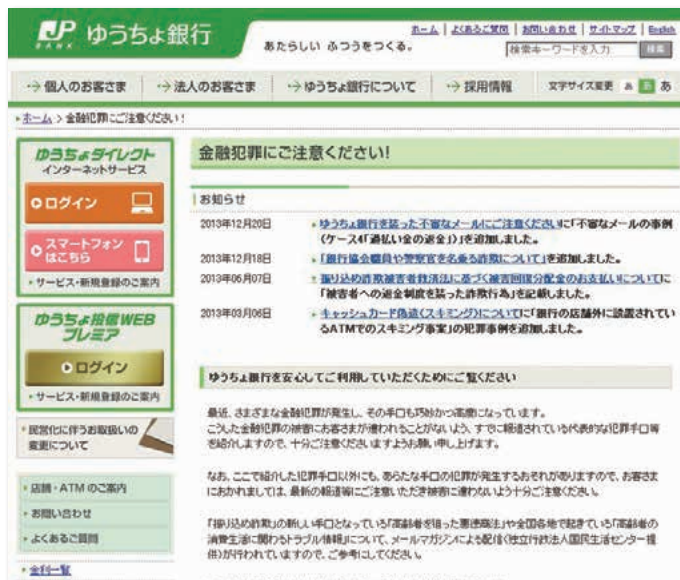 JP BANK ゆうちょ銀行
あたらしい ふつうをつくる。
ホーム | よくあるご質問 | お問い合わせ | サイトマップ | English
検索キーワードを入力 検索
個人のお客さま 法人のお客さま ゆうちょ銀行について 採用情報 文字サイズ変更 あ あ あ
ホーム > 金融犯罪にご注意ください!
ゆうちょダイレクト
インターネットサービス
ログイン
スマートフォン
はこちら
サービス・新規登録のご案内
ゆうちょ投信WEB
プレミア
ログイン
サービス・新規登録のご案内
民営化に伴うお取扱いの
変更について
店舗・ATM のご案内
お問い合わせ
よくあるご質問
金利一覧
金融犯罪にご注意ください!
お知らせ
2013年12月20日 ゆうちょ銀行を装った不審なメールにご注意くださいに「不審なメールの事例
(ケース4「過払い金の返金」)」を追加しました。
2013年12月18日 「銀行協会職員や警察官を名乗る詐欺について」を追加しました。
2013年06月07日 振り込め詐欺被害者救済法に基づく被害回復分配金のお支払いについてに
「被害者への返金制度を装った詐欺行為」を記載しました。
2013年03月06日 キャッシュカード偽造(スキミング)についてに「銀行の店舗外に設置されてい
るATMでのスキミング事案」の犯罪事例を追加しました。
ゆうちょ銀行を安心してご利用していただくためにご覧ください
最近、さまざまな金融犯罪が発生し、その手口も巧妙かつ高度になっています。
こうした金融犯罪の被害にお客さまが遭われることがないよう、すでに報道されている代表的な犯罪手口等
を紹介しますので、十分ご注意くださいますようお願い申し上げます。
なお、ここで紹介した犯罪手口以外にも、あらたな手口の犯罪が発生するおそれがありますので、お客さま
におかれましては、最新の報道等にご注意いただき被害に遭わないよう十分ご注意ください。
「振り込め詐欺」の新しい手口となっている「高齢者を狙った悪徳商法」や全国各地で起きている「高齢者の
消費生活に関わるトラブル情報」について、メールマガジンによる配信(独立行政法人国民生活センター提
供)が行われていますので、ご参考にしてください。